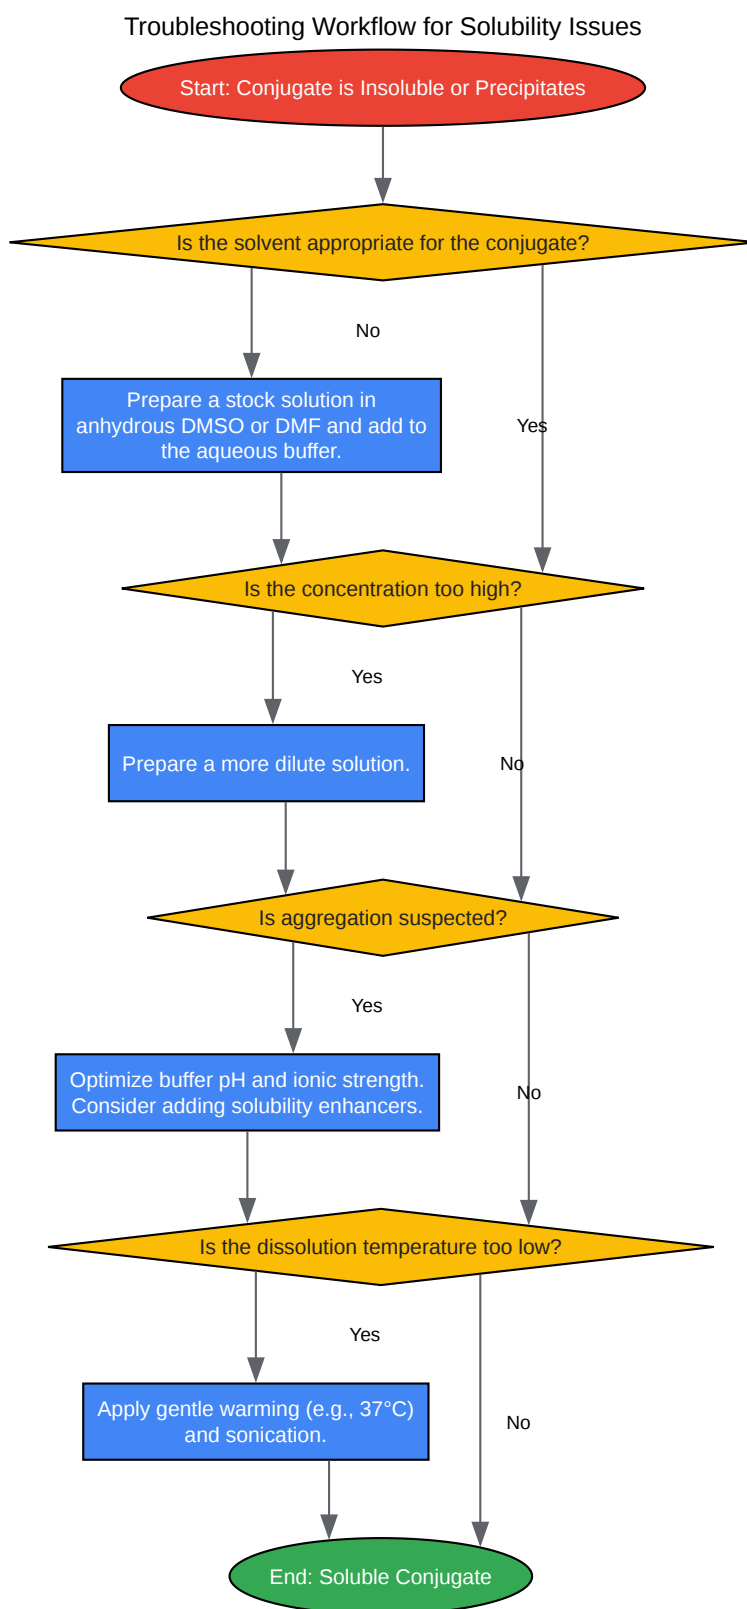 Troubleshooting Workflow for Solubility Issues
Start: Conjugate is Insoluble or Precipitates
Is the solvent appropriate for the conjugate?
No
Prepare a stock solution in
anhydrous DMSO or DMF and add to
the aqueous buffer.
Yes
Is the concentration too high?
Yes
Prepare a more dilute solution.
No
Is aggregation suspected?
Yes
Optimize buffer pH and ionic strength.
Consider adding solubility enhancers.
No
Is the dissolution temperature too low?
Yes
Apply gentle warming (e.g., 37°C)
and sonication.
No
End: Soluble Conjugate